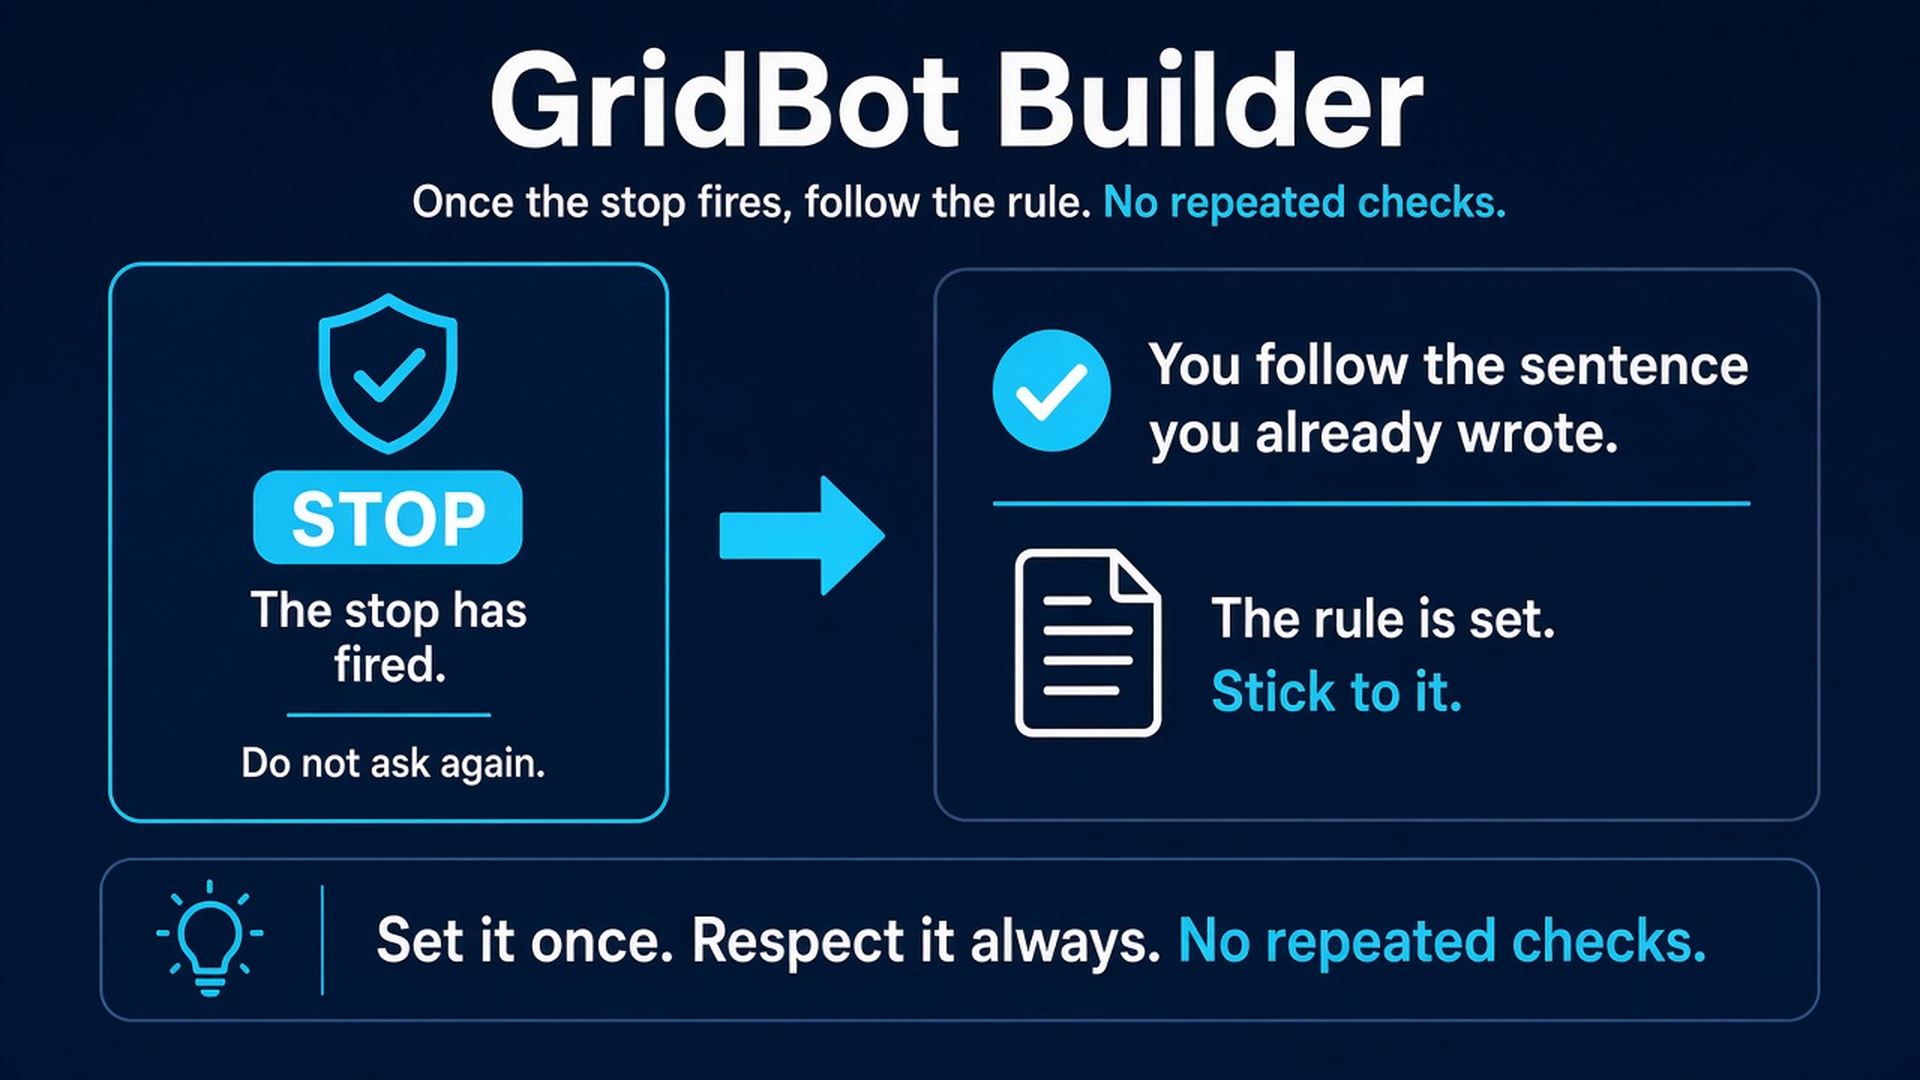 GridBot Builder
Once the stop fires, follow the rule. No repeated checks.
STOP
The stop has
fired.
Do not ask again.
You follow the sentence
you already wrote.
The rule is set.
Stick to it.
Set it once. Respect it always. No repeated checks.